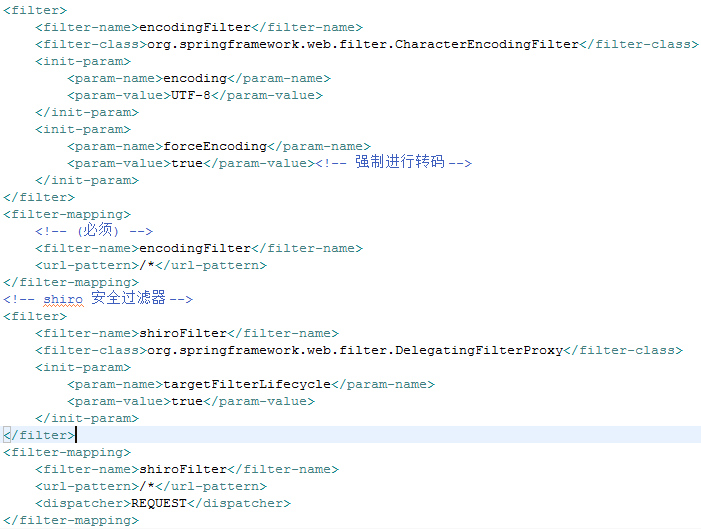 <filter>
    <filter-name>encodingFilter</filter-name>
    <filter-class>org.springframework.web.filter.CharacterEncodingFilter</filter-class>
    <init-param>
        <param-name>encoding</param-name>
        <param-value>UTF-8</param-value>
    </init-param>
    <init-param>
        <param-name>forceEncoding</param-name>
        <param-value>true</param-value><!-- 强制进行转码 -->
    </init-param>
</filter>
<filter-mapping>
    <!-- (必须) -->
    <filter-name>encodingFilter</filter-name>
    <url-pattern>/*</url-pattern>
</filter-mapping>
<!-- shiro 安全过滤器 -->
<filter>
    <filter-name>shiroFilter</filter-name>
    <filter-class>org.springframework.web.filter.DelegatingFilterProxy</filter-class>
    <init-param>
        <param-name>targetFilterLifecycle</param-name>
        <param-value>true</param-value>
    </init-param>
</filter>
<filter-mapping>
    <filter-name>shiroFilter</filter-name>
    <url-pattern>/*</url-pattern>
    <dispatcher>REQUEST</dispatcher>
</filter-mapping>